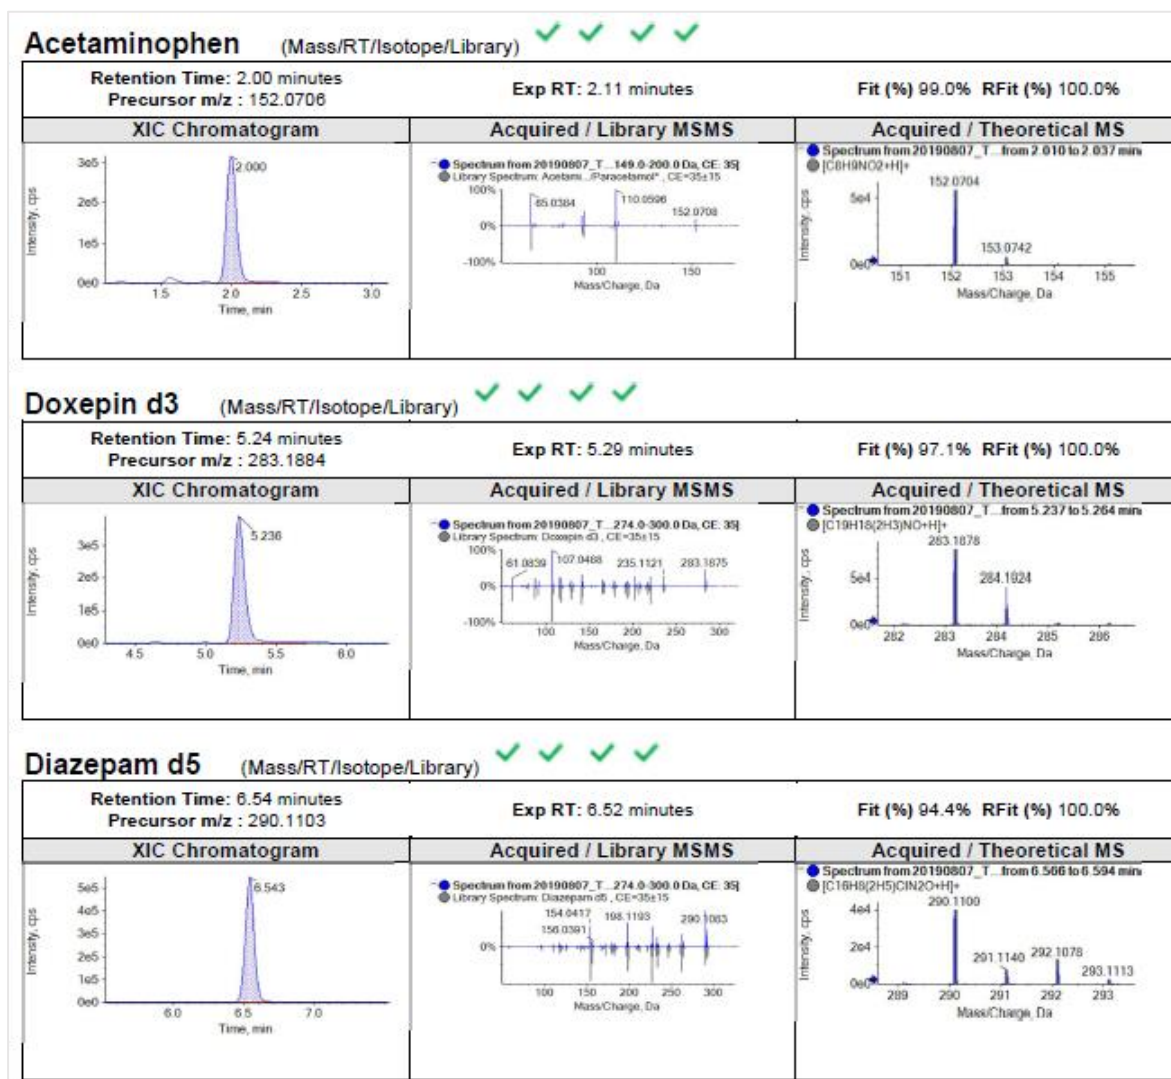 Acetaminophen (Mass/RT/Isotope/Library)
Retention Time: 2.00 minutes
Precursor m/z : 152.0706
Exp RT: 2.11 minutes
Fit (%) 99.0% RFit (%) 100.0%
XIC Chromatogram
Acquired / Library MSMS
Acquired / Theoretical MS
Intensity, cps
3e5
2e5
1e5
0e0
2.000
1.5 2.0 2.5 3.0
Time, min
Spectrum from 20190807_T...149.0-200.0 Da, CE: 35|
Library Spectrum: Acetami.../Paracetamol* , CE=35±15
100%
0%
-100%
65.0384 110.0596 152.0708
100 150
Mass/Charge, Da
Spectrum from 20190807_T...from 2.010 to 2.037 min
[C8H9NO2+H]+
Intensity, cps
5e4
0e0
152.0704
153.0742
151 152 153 154 155
Mass/Charge, Da
Doxepin d3 (Mass/RT/Isotope/Library)
Retention Time: 5.24 minutes
Precursor m/z : 283.1884
Exp RT: 5.29 minutes
Fit (%) 97.1% RFit (%) 100.0%
XIC Chromatogram
Acquired / Library MSMS
Acquired / Theoretical MS
Intensity, cps
3e5
2e5
1e5
0e0
5.236
4.5 5.0 5.5 6.0
Time, min
Spectrum from 20190807_T...274.0-300.0 Da, CE: 35|
Library Spectrum: Doxepin d3 , CE=35±15
100%
0%
-100%
61.0839 107.0488 235.1121 283.1875
100 150 200 250 300
Mass/Charge, Da
Spectrum from 20190807_T...from 5.237 to 5.264 min
[C19H18(2H3)NO+H]+
Intensity, cps
5e4
0e0
283.1878
284.1924
282 283 284 285 286
Mass/Charge, Da
Diazepam d5 (Mass/RT/Isotope/Library)
Retention Time: 6.54 minutes
Precursor m/z : 290.1103
Exp RT: 6.52 minutes
Fit (%) 94.4% RFit (%) 100.0%
XIC Chromatogram
Acquired / Library MSMS
Acquired / Theoretical MS
Intensity, cps
5e5
4e5
3e5
2e5
1e5
0e0
6.543
6.0 6.5 7.0
Time, min
Spectrum from 20190807_T...274.0-300.0 Da, CE: 35|
Library Spectrum: Diazepam d5 , CE=35±15
0%
154.0417 198.1193 290.1083
156.0391
100 150 200 250 300
Mass/Charge, Da
Spectrum from 20190807_T...from 6.566 to 6.594 min
[C16H8(2H5)ClN2O+H]+
Intensity, cps
4e4
2e4
0e0
290.1100
291.1140 292.1078 293.1113
289 290 291 292 293
Mass/Charge, Da